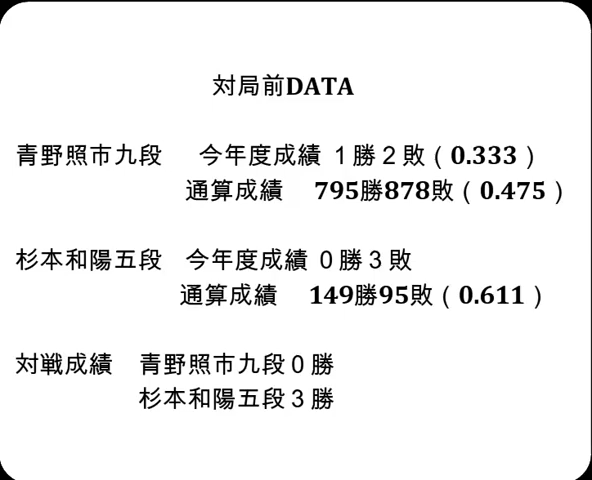 対局前DATA
青野照市九段 今年度成績 1勝2敗（0.333）
通算成績 795勝878敗（0.475）
杉本和陽五段 今年度成績 0勝3敗
通算成績 149勝95敗（0.611）
対戦成績 青野照市九段0勝
杉本和陽五段3勝